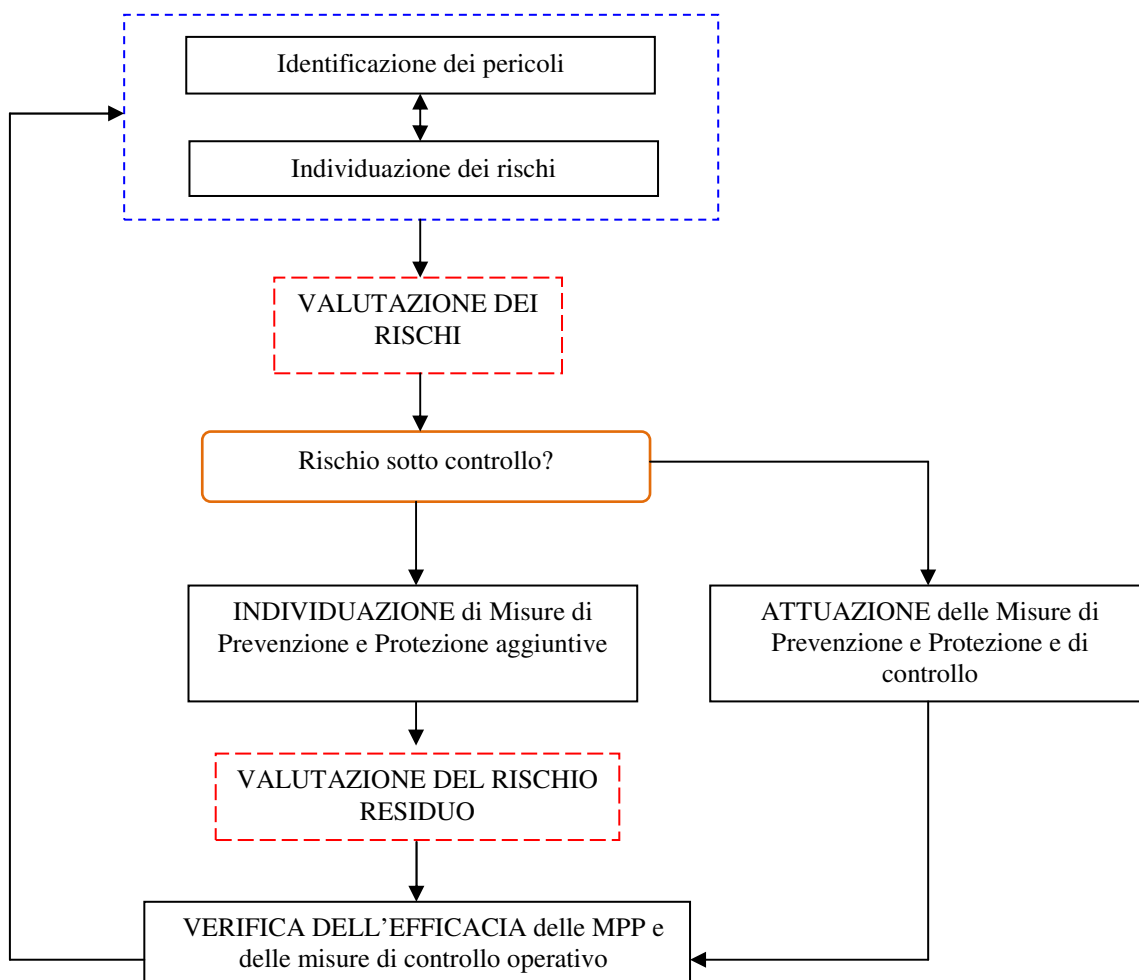 Identificazione dei pericoli
Individuazione dei rischi
VALUTAZIONE DEI
RISCHI
Rischio sotto controllo?
INDIVIDUAZIONE di Misure di
Prevenzione e Protezione aggiuntive
ATTUAZIONE delle Misure di
Prevenzione e Protezione e di
controllo
VALUTAZIONE DEL RISCHIO
RESIDUO
VERIFICA DELL’EFFICACIA delle MPP e
delle misure di controllo operativo